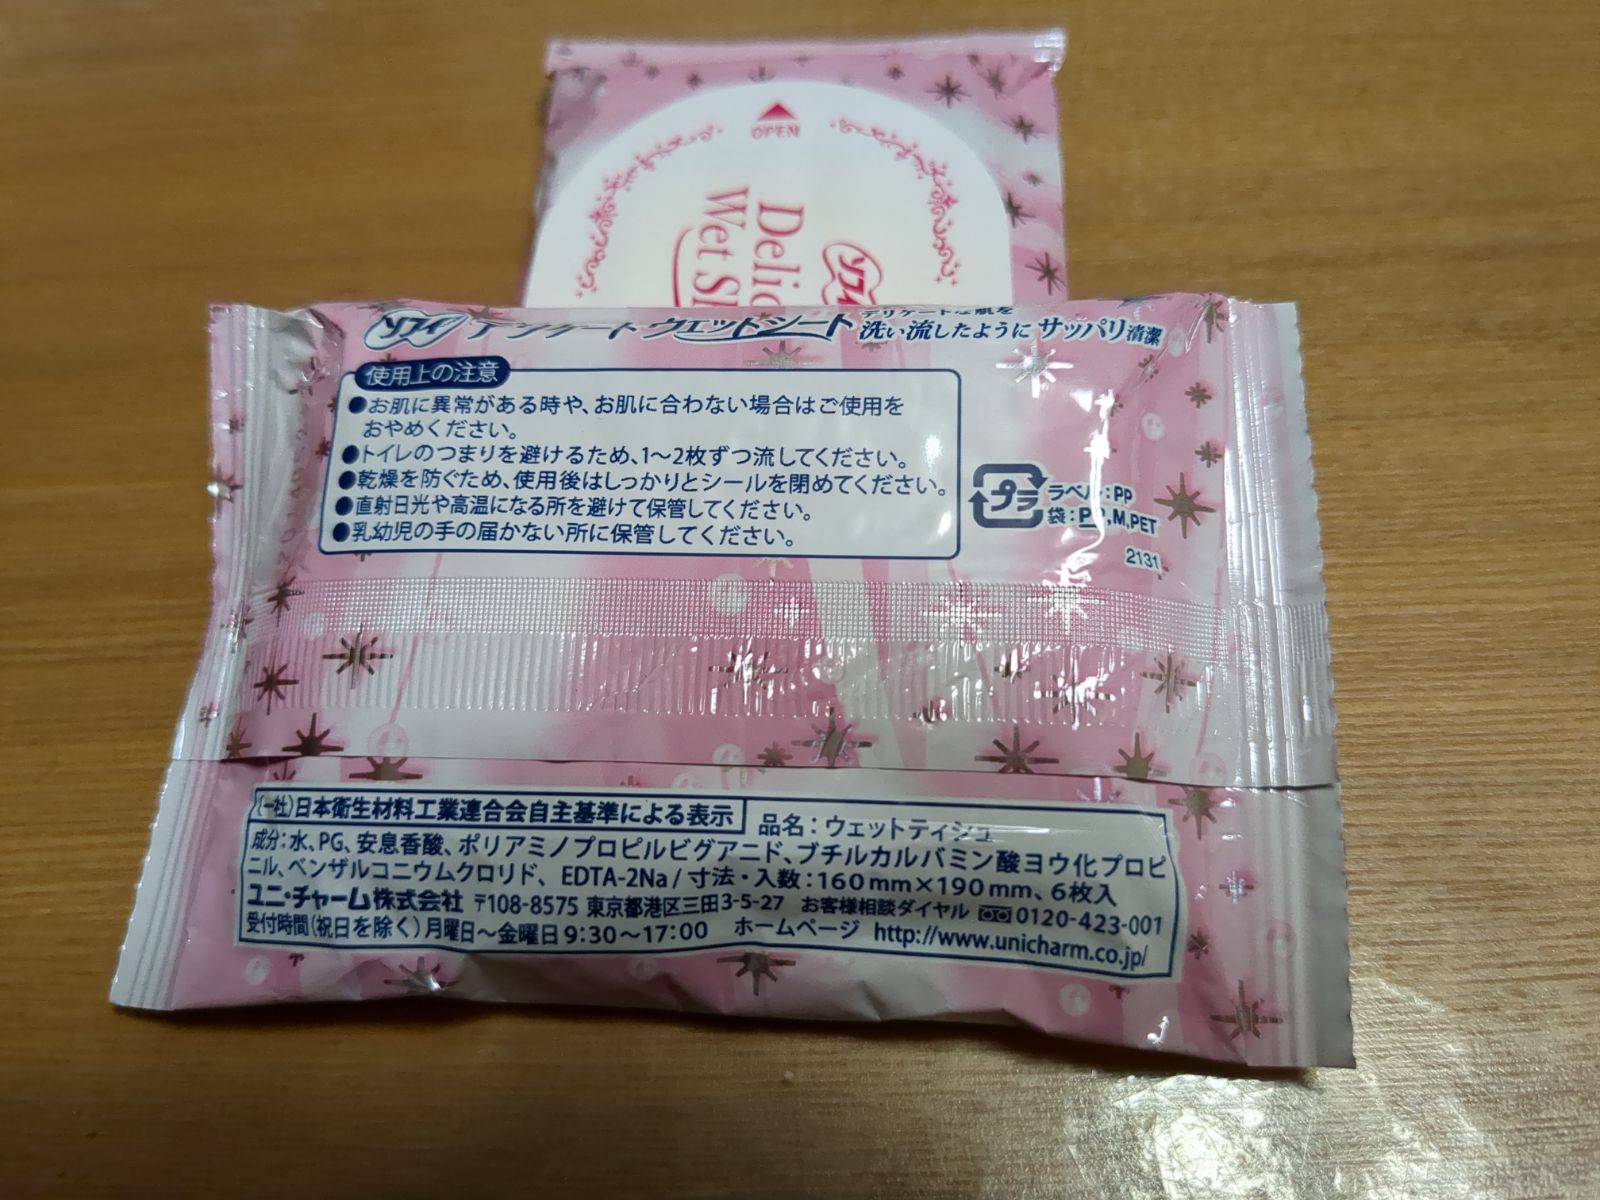 OPEN
ソフィ
Wet
ソフィ デリケート ウェットシート デリケートな肌を
洗い流したように サッパリ清潔
使用上の注意
●お肌に異常がある時や、お肌に合わない場合はご使用を
おやめください。
●トイレのつまりを避けるため、1～2枚ずつ流してください。
●乾燥を防ぐため、使用後はしっかりとシールを閉めてください。
●直射日光や高温になる所を避けて保管してください。
●乳幼児の手の届かない所に保管してください。
プラ
ラベル：PP
袋：PP,M,PET
2131
(一社)日本衛生材料工業連合会自主基準による表示 品名：ウェットティシュ
成分：水、PG、安息香酸、ポリアミノプロピルビグアニド、ブチルカルバミン酸ヨウ化プロピ
ニル、ベンザルコニウムクロリド、EDTA-2Na / 寸法・入数：160mm×190mm、6枚入
ユニ・チャーム株式会社 〒108-8575 東京都港区三田3-5-27 お客様相談ダイヤル 0120-423-001
受付時間(祝日を除く)月曜日～金曜日9:30～17:00 ホームページ http://www.unicharm.co.jp/